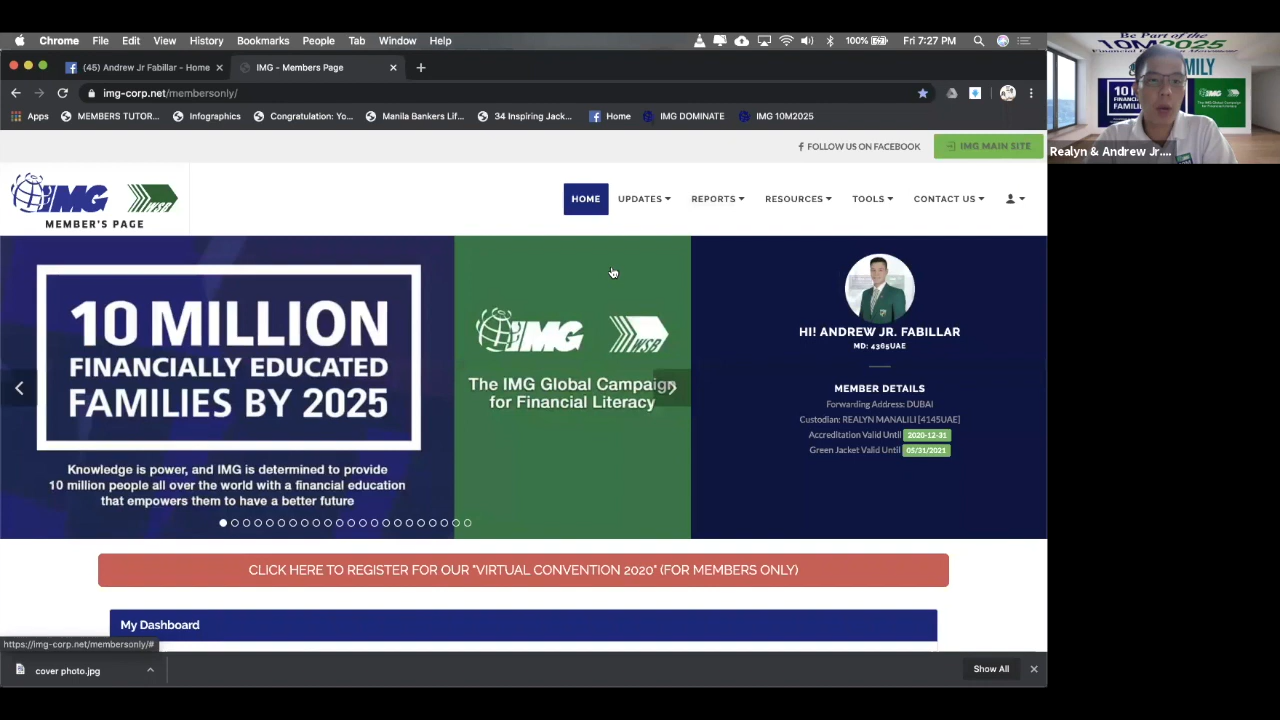 Chrome File Edit View History Bookmarks People Tab Window Help
100% Fri 7:27 PM
(45) Andrew Jr Fabillar - Home
IMG - Members Page
img-corp.net/membersonly/
Apps MEMBERS TUTOR... Infographics Congratulation: Yo... Manila Bankers Lif... 34 Inspiring Jack... Home IMG DOMINATE IMG 10M2025
FOLLOW US ON FACEBOOK
IMG MAIN SITE
IMG WSB
MEMBER'S PAGE
HOME UPDATES REPORTS RESOURCES TOOLS CONTACT US
10 MILLION
FINANCIALLY EDUCATED
FAMILIES BY 2025
Knowledge is power, and IMG is determined to provide
10 million people all over the world with a financial education
that empowers them to have a better future
IMG WSB
The IMG Global Campaign
for Financial Literacy
HI! ANDREW JR. FABILLAR
MD: 4365UAE
MEMBER DETAILS
Forwarding Address: DUBAI
Custodian: REALYN MANALILI [4145UAE]
Accreditation Valid Until 2020-12-31
Green Jacket Valid Until 05/31/2021
CLICK HERE TO REGISTER FOR OUR "VIRTUAL CONVENTION 2020" (FOR MEMBERS ONLY)
My Dashboard
https://img-corp.net/membersonly/#
cover photo.jpg
Show All
Be Part of the
10M2025
Realyn & Andrew Jr....